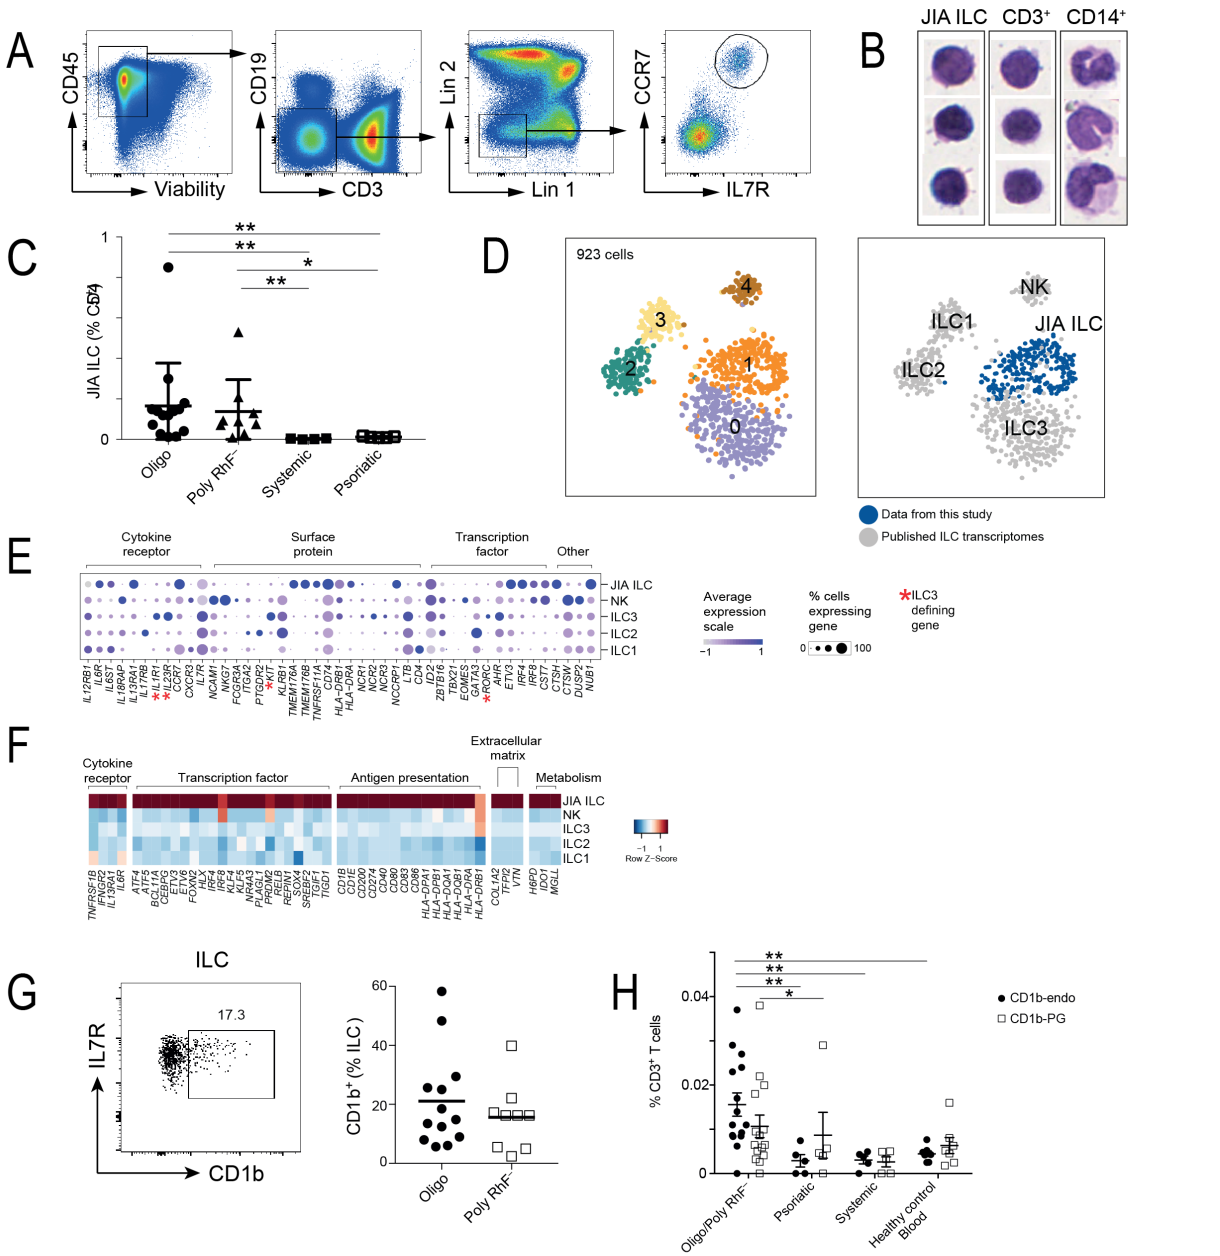 A
CD45
Viability
CD19
CD3
Lin 2
Lin 1
CCR7
IL7R
B
JIA ILC
CD3+
CD14+
C
1
0
Oligo
Poly RhF-
Systemic
Psoriatic
**
**
*
**
D
923 cells
4
3
2
1
0
NK
ILC1
JIA ILC
ILC2
ILC3
Data from this study
Published ILC transcriptomes
E
Cytokine
receptor
Surface
protein
Transcription
factor
Other
JIA ILC
NK
ILC3
ILC2
ILC1
IL12RB1
IL6R
IL6ST
IL18RAP
IL13RA1
IL17RB
*IL1R1
*IL23R
CCR7
CXCR3
IL7R
NCAM1
NKG7
FCGR3A
ITGA2
PTGDR2
*KIT
KLRB1
TMEM176A
TMEM176B
TNFRSF11A
CD74
HLA-DRB1
HLA-DRA
NCR1
NCR2
NCR3
NCCRP1
LTB
CD4
ID2
ZBTB16
TBX21
EOMES
GATA3
*RORC
AHR
ETV3
IRF4
IRF8
CST7
CTSH
CTSW
DUSP2
NUB1
Average
expression
scale
−1
1
% cells
expressing
gene
0
100
*ILC3
defining
gene
F
Cytokine
receptor
Transcription factor
Antigen presentation
Extracellular
matrix
Metabolism
JIA ILC
NK
ILC3
ILC2
ILC1
TNFRSF1B
IFNGR2
IL13RA1
IL6R
ATF4
ATF5
BCL11A
CEBPG
ETV3
ETV6
FOXN2
HLX
IRF4
IRF8
KLF4
KLF5
NR4A3
PLAGL1
PRDM2
RELB
REPIN1
SOX4
SREBF2
TGIF1
TIGD1
CD1B
CD1E
CD200
CD274
CD40
CD80
CD83
CD86
HLA-DPA1
HLA-DPB1
HLA-DQA1
HLA-DQB1
HLA-DRA
HLA-DRB1
COL1A2
TFPI2
VTN
H6PD
IDO1
MGLL
−1
1
Row Z−Score
G
ILC
17.3
IL7R
CD1b
CD1b+ (% ILC)
60
40
20
0
Oligo
Poly RhF-
H
% CD3+ T cells
0.04
0.02
0
**
**
**
*
CD1b-endo
CD1b-PG
Oligo/Poly RhF-
Psoriatic
Systemic
Healthy control
Blood